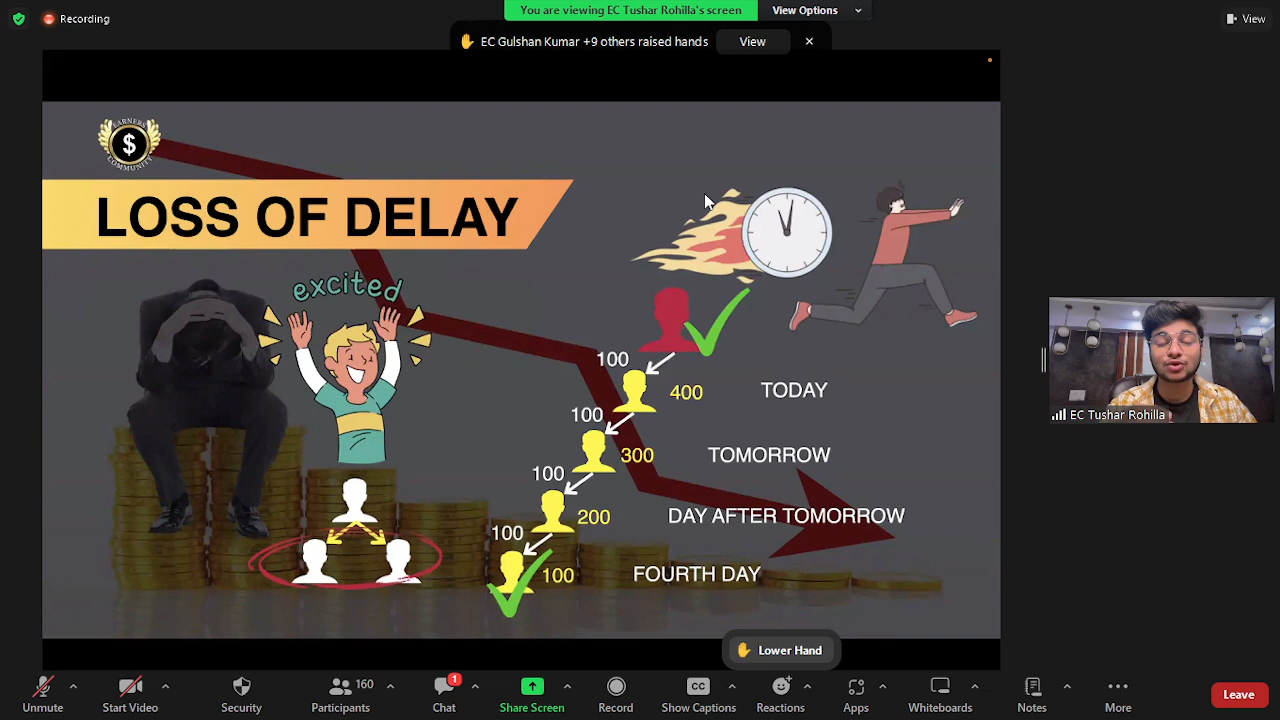 Recording
You are viewing EC Tushar Rohilla's screen
View Options
View
EC Gulshan Kumar +9 others raised hands
View
EARNERS
$
COMMUNITY
LOSS OF DELAY
excited
100
400
TODAY
100
300
TOMORROW
100
200
DAY AFTER TOMORROW
100
100
FOURTH DAY
EC Tushar Rohilla
Lower Hand
Unmute
Start Video
Security
160
Participants
1
Chat
Share Screen
Record
CC
Show Captions
Reactions
Apps
Whiteboards
Notes
More
Leave